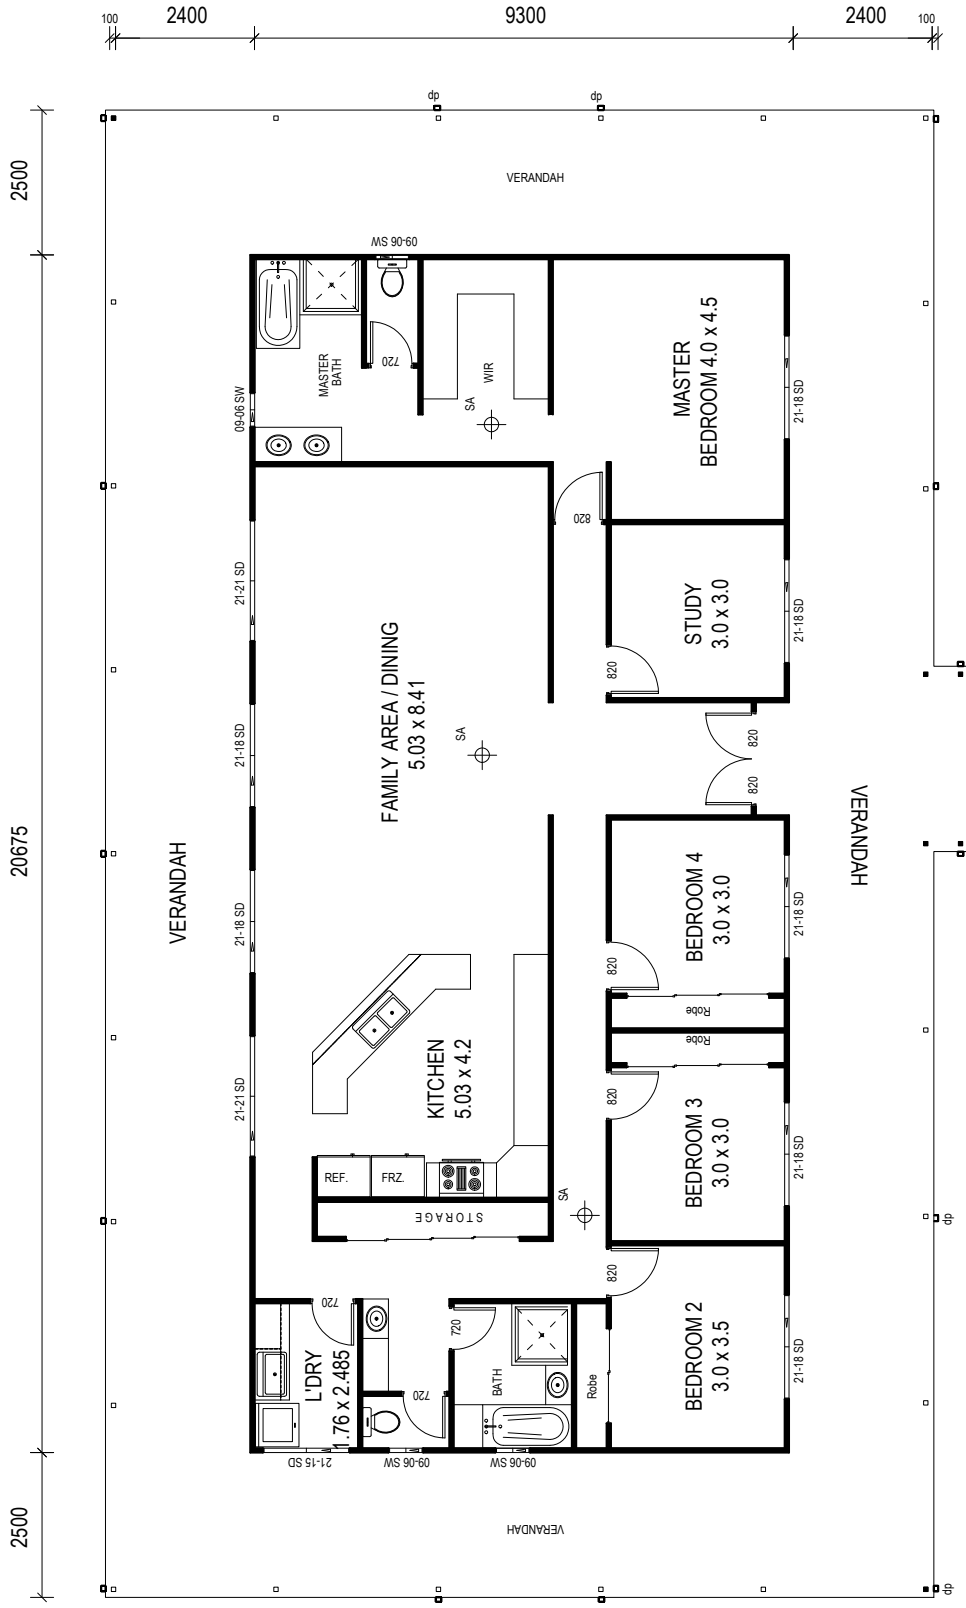 100
2400
9300
2400
100
dp
dp
2500
VERANDAH
09-06 SW
MASTER
BATH
720
WIR
SA
09-06 SW
MASTER
BEDROOM 4.0 x 4.5
21-18 SD
820
21-21 SD
STUDY
3.0 x 3.0
21-18 SD
820
FAMILY AREA / DINING
5.03 x 8.41
SA
21-18 SD
820
820
20675
VERANDAH
VERANDAH
21-18 SD
BEDROOM 4
3.0 x 3.0
21-18 SD
820
Robe
Robe
21-21 SD
KITCHEN
5.03 x 4.2
820
BEDROOM 3
3.0 x 3.0
21-18 SD
REF.
FRZ.
SA
STORAGE
dp
820
720
720
L'DRY
1.76 x 2.485
720
BATH
Robe
BEDROOM 2
3.0 x 3.5
21-18 SD
21-15 SD
09-06 SW
09-06 SW
2500
VERANDAH
dp